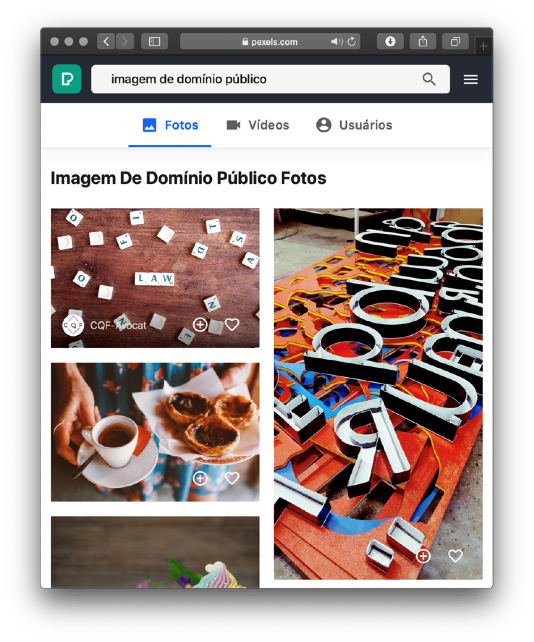 pexels.com
imagem de domínio público
Fotos
Vídeos
Usuários
Imagem De Domínio Público Fotos
LAW
CQF-Avocat